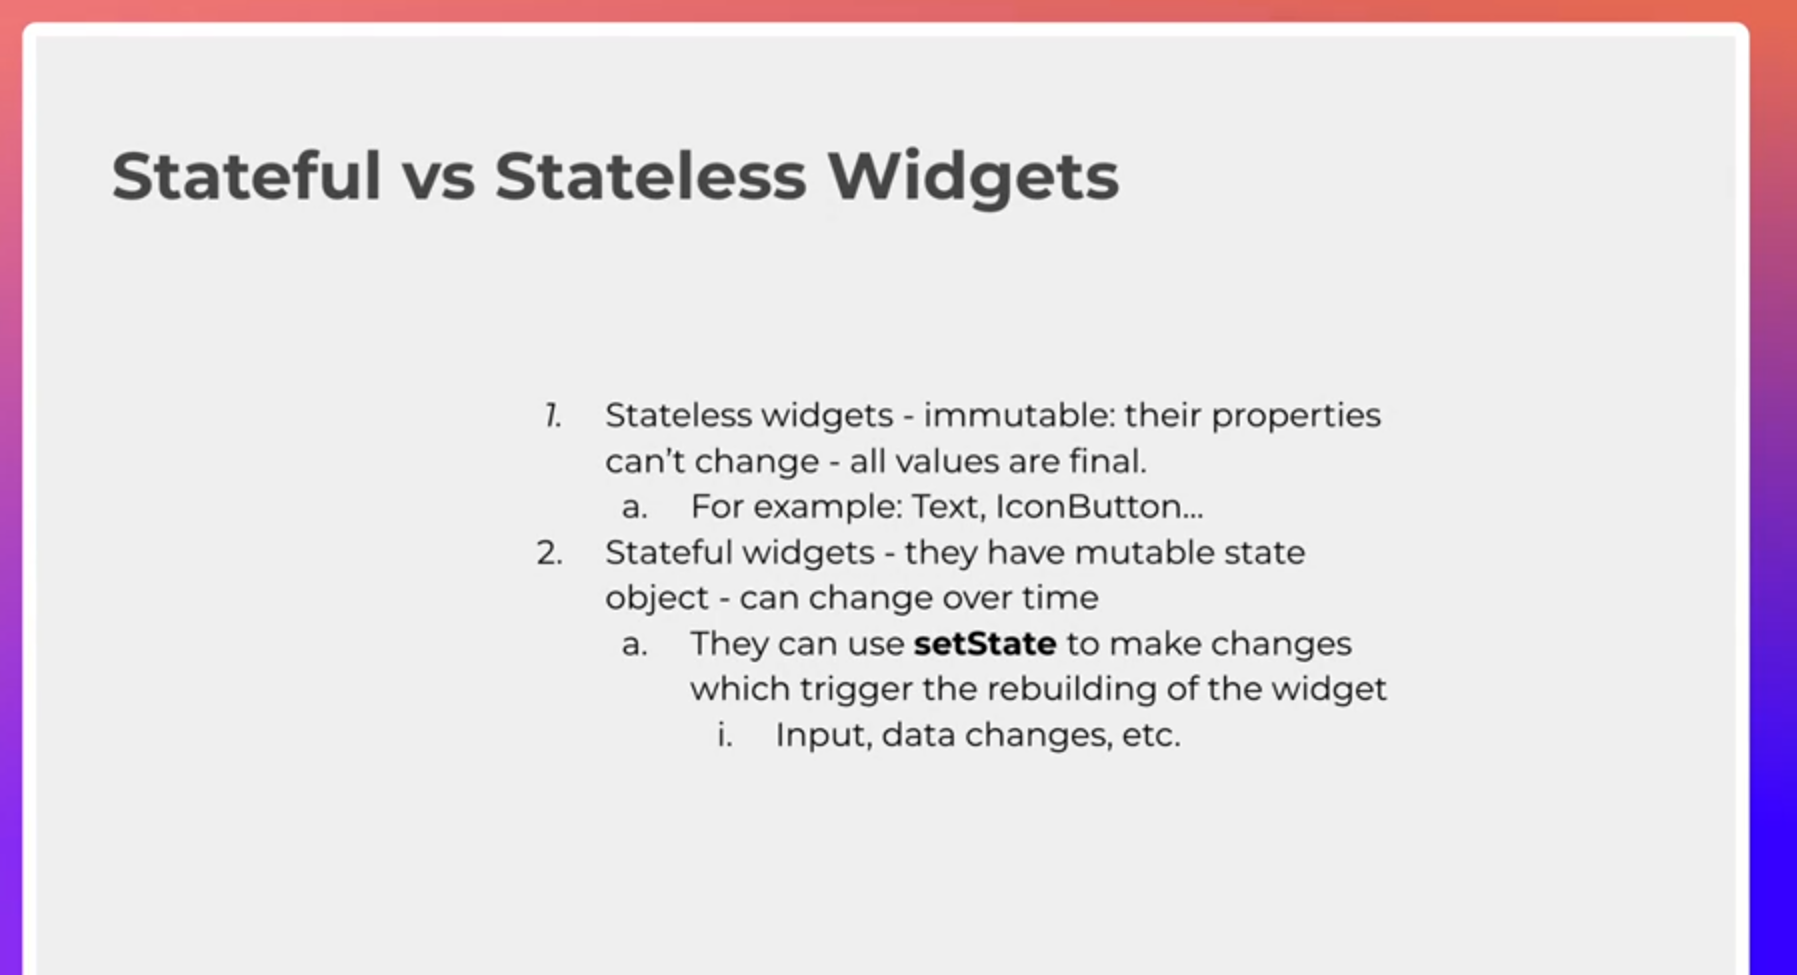 Stateful vs Stateless Widgets
1. Stateless widgets - immutable: their properties
can’t change - all values are final.
a. For example: Text, IconButton...
2. Stateful widgets - they have mutable state
object - can change over time
a. They can use setState to make changes
which trigger the rebuilding of the widget
i. Input, data changes, etc.